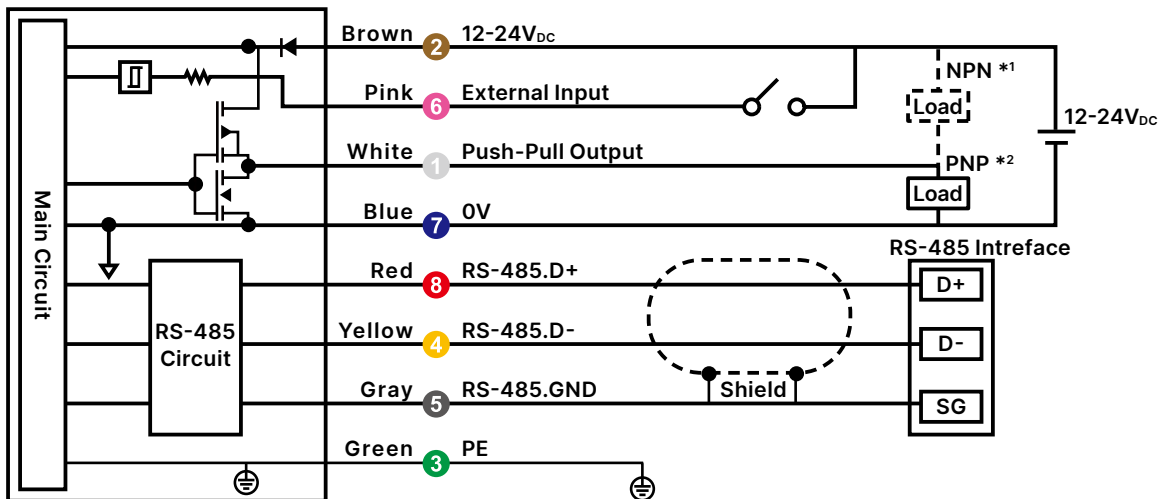 Main Circuit
Brown 2 12-24VDC
NPN *1
Load
Pink 6 External Input
12-24VDC
White 1 Push-Pull Output
PNP *2
Load
Blue 7 0V
RS-485 Intreface
Red 8 RS-485.D+
D+
RS-485
Circuit
Yellow 4 RS-485.D-
D-
Gray 5 RS-485.GND
Shield
SG
Green 3 PE